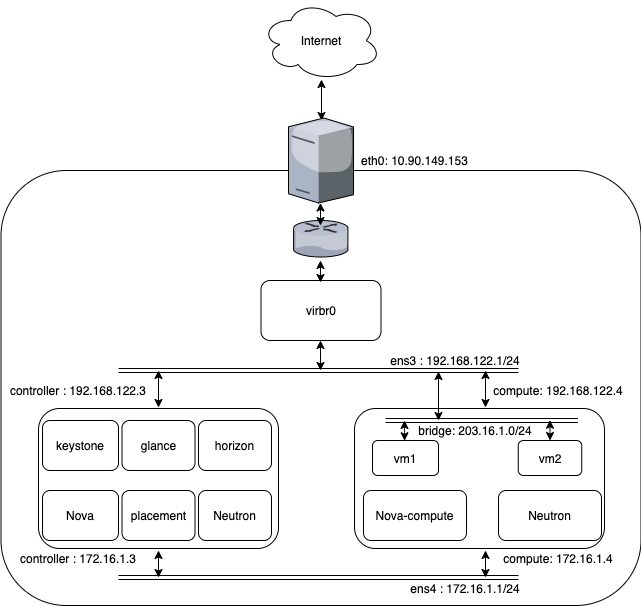 Internet
eth0: 10.90.149.153
virbr0
ens3 : 192.168.122.1/24
controller : 192.168.122.3
compute: 192.168.122.4
keystone
glance
horizon
bridge: 203.16.1.0/24
vm1
vm2
Nova
placement
Neutron
Nova-compute
Neutron
controller : 172.16.1.3
compute: 172.16.1.4
ens4 : 172.16.1.1/24